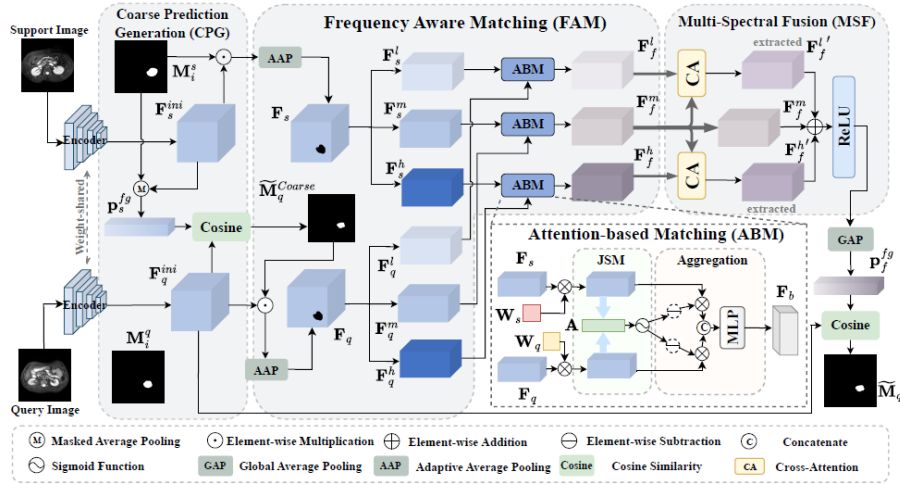 Coarse Prediction
Generation (CPG)
Frequency Aware Matching (FAM)
Multi-Spectral Fusion (MSF)
Support Image
M_i^s
AAP
F_s^{ini}
F_s
F_s^l
F_s^m
F_s^h
ABM
ABM
ABM
F_f^l
F_f^m
F_f^h
CA
CA
extracted
F_f^{l'}
F_f^m
F_f^{h'}
extracted
ReLU
Encoder
Weight-shared
M
p_s^{fg}
Cosine
M̃_q^{Coarse}
F_q^{ini}
Encoder
M_i^q
AAP
F_q
F_q^l
F_q^m
F_q^h
Query Image
Attention-based Matching (ABM)
F_s
JSM
Aggregation
W_s
A
W_q
C
MLP
F_b
F_q
GAP
p_f^{fg}
Cosine
M̃_q
M Masked Average Pooling
Element-wise Multiplication
Element-wise Addition
Element-wise Subtraction
C Concatenate
Sigmoid Function
GAP Global Average Pooling
AAP Adaptive Average Pooling
Cosine Cosine Similarity
CA Cross-Attention